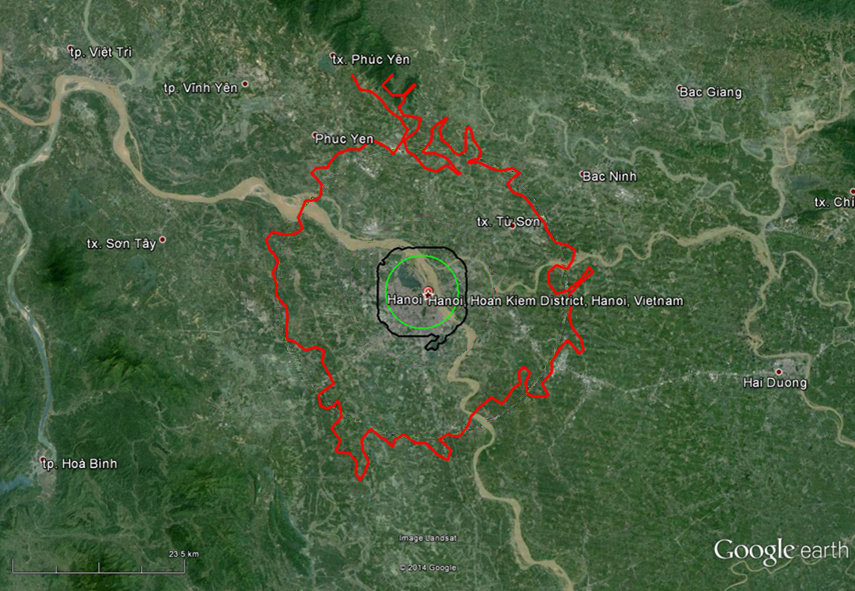 tp. Việt Trì
tx. Phúc Yên
tp. Vĩnh Yên
Bac Giang
Phuc Yen
Bac Ninh
tx. Chí
tx. Từ Sơn
tx. Sơn Tây
Hanoi
Hanoi, Hoan Kiem District, Hanoi, Vietnam
Hai Duong
tp. Hoà Bình
Image Landsat
23.5 km
Google earth
© 2014 Google